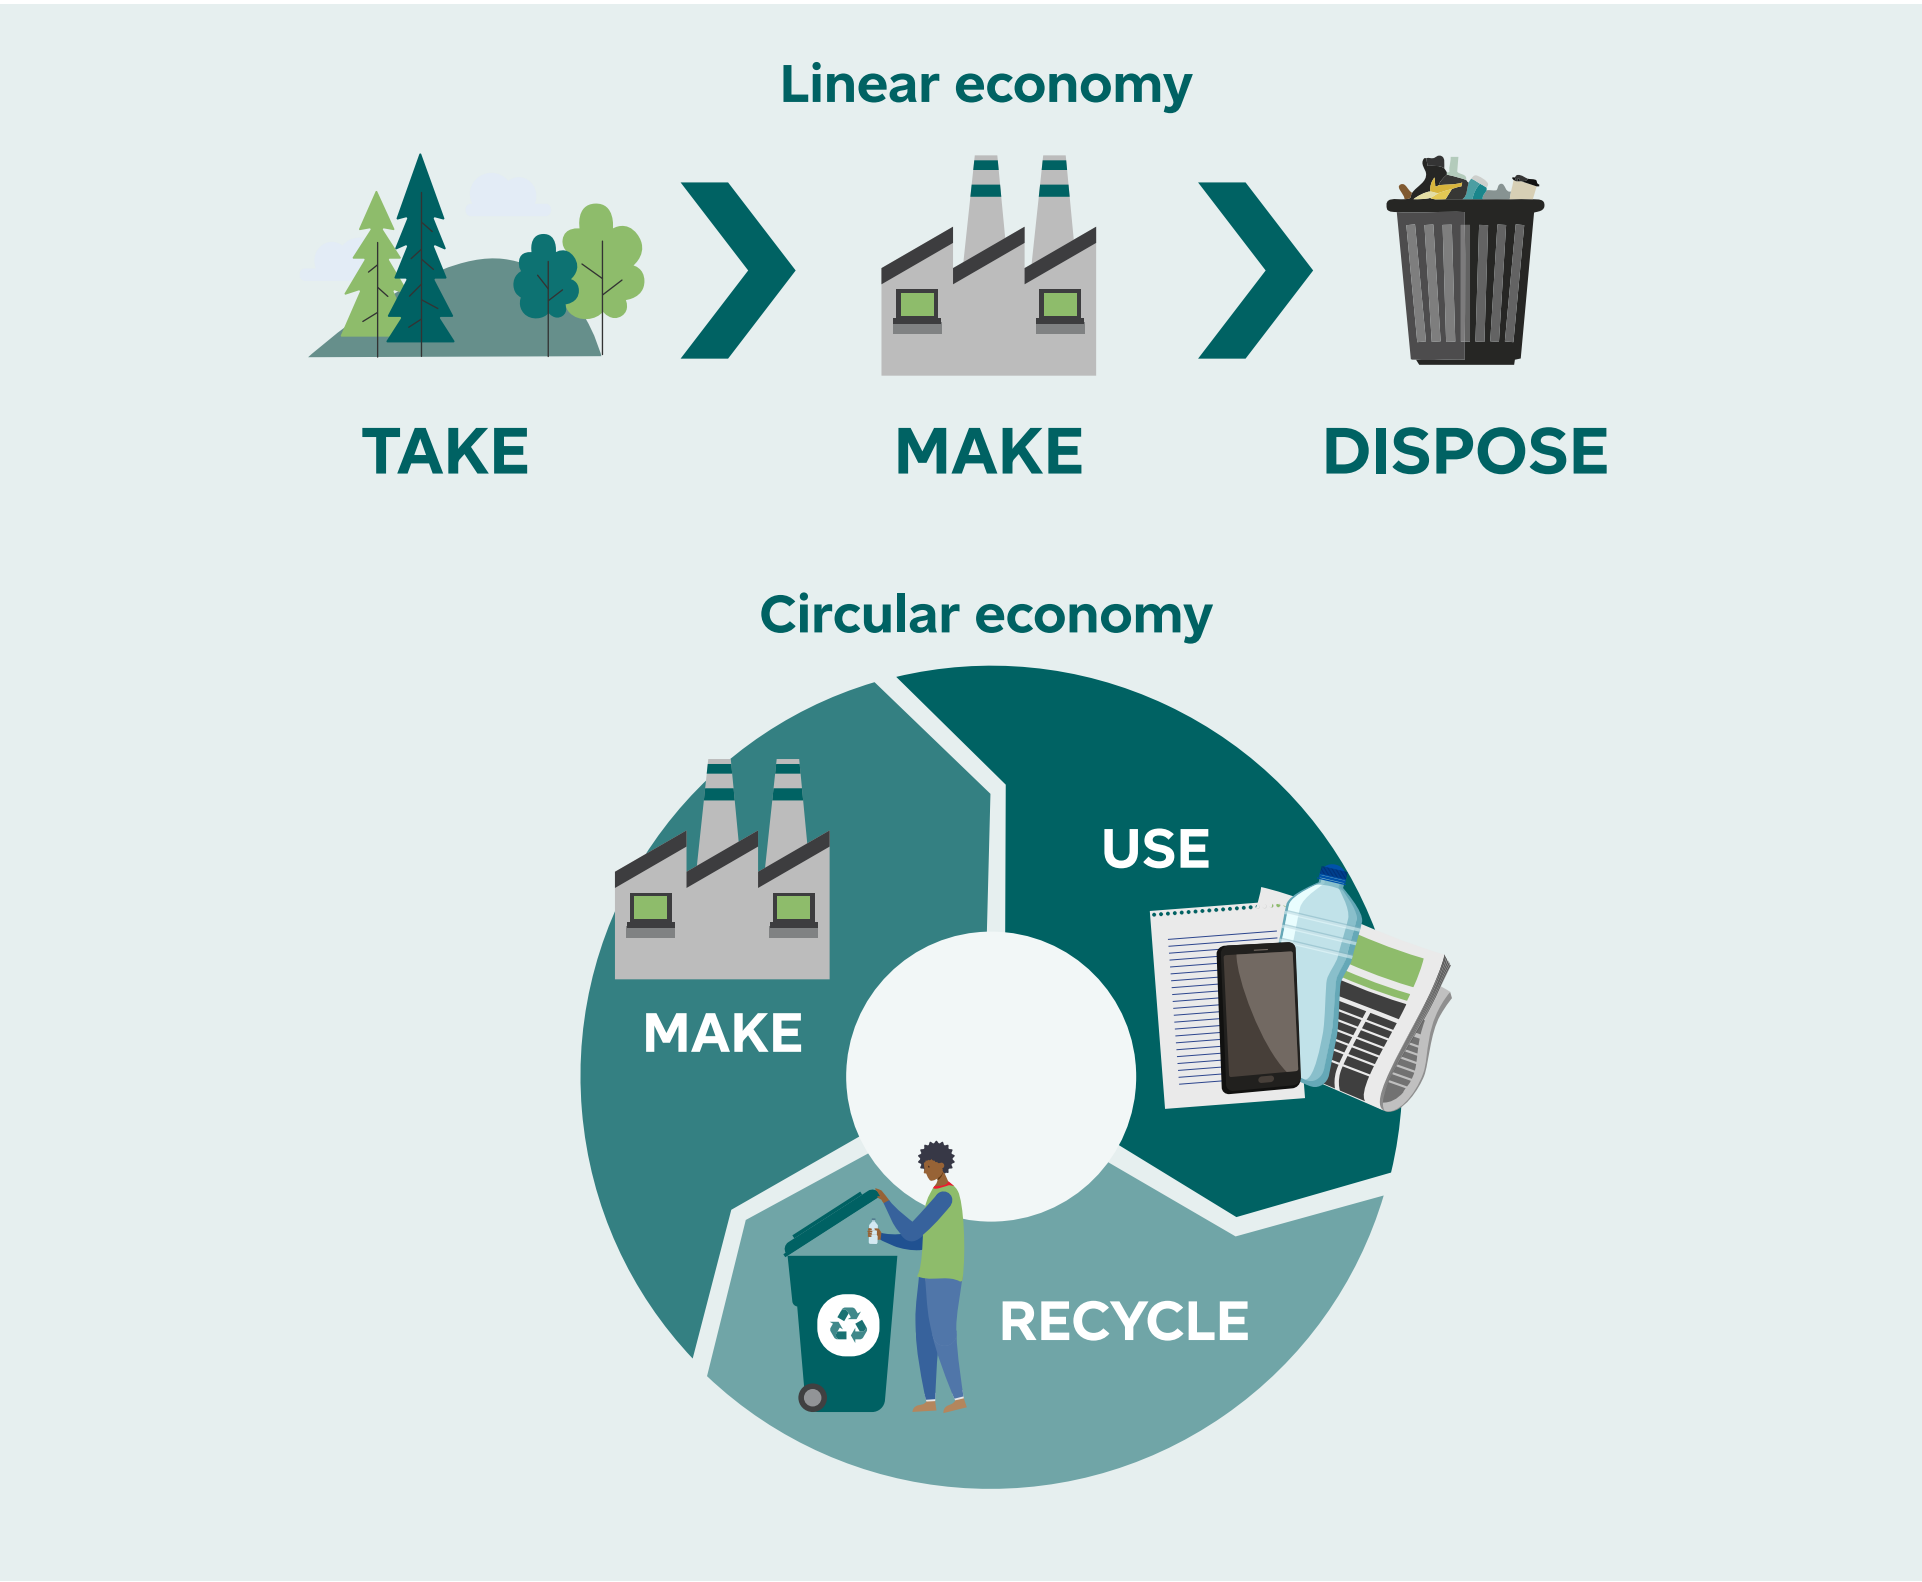 Linear economy
TAKE
MAKE
DISPOSE
Circular economy
USE
MAKE
RECYCLE